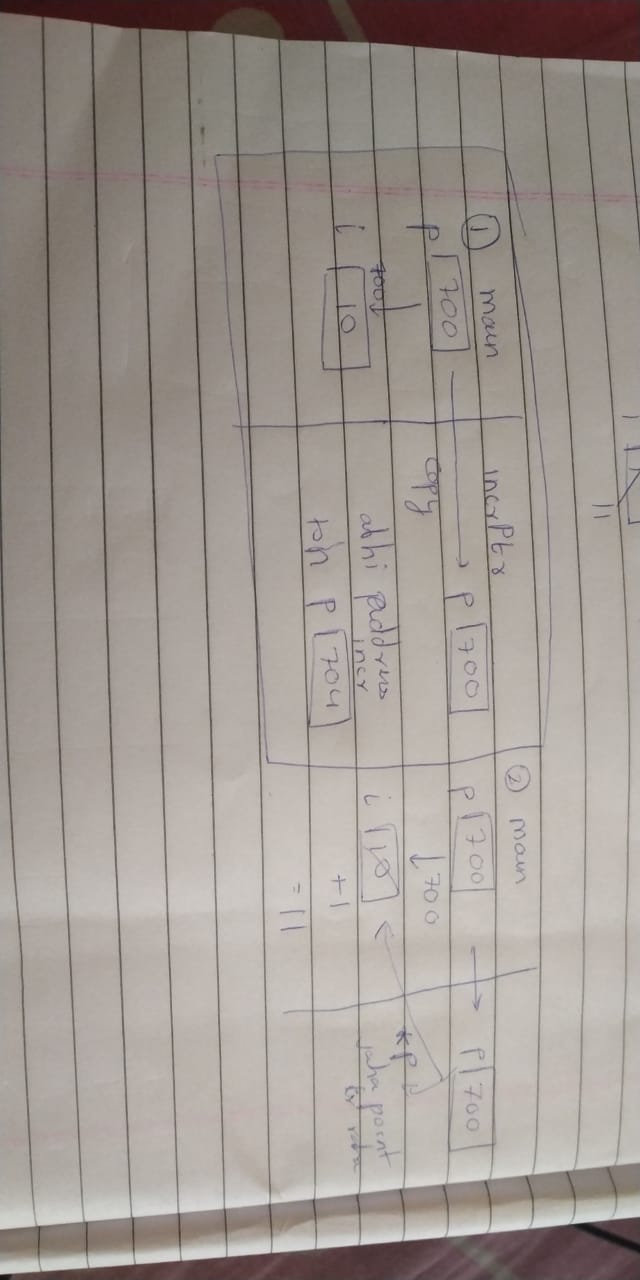 ① main
p 700
700
i 10
incrPtr
p 700
copy
abhi address
incr
toh p 704
② main
p 700
700
i 10
+1
= 11
p 700
*p
jaha point
kr raha
11